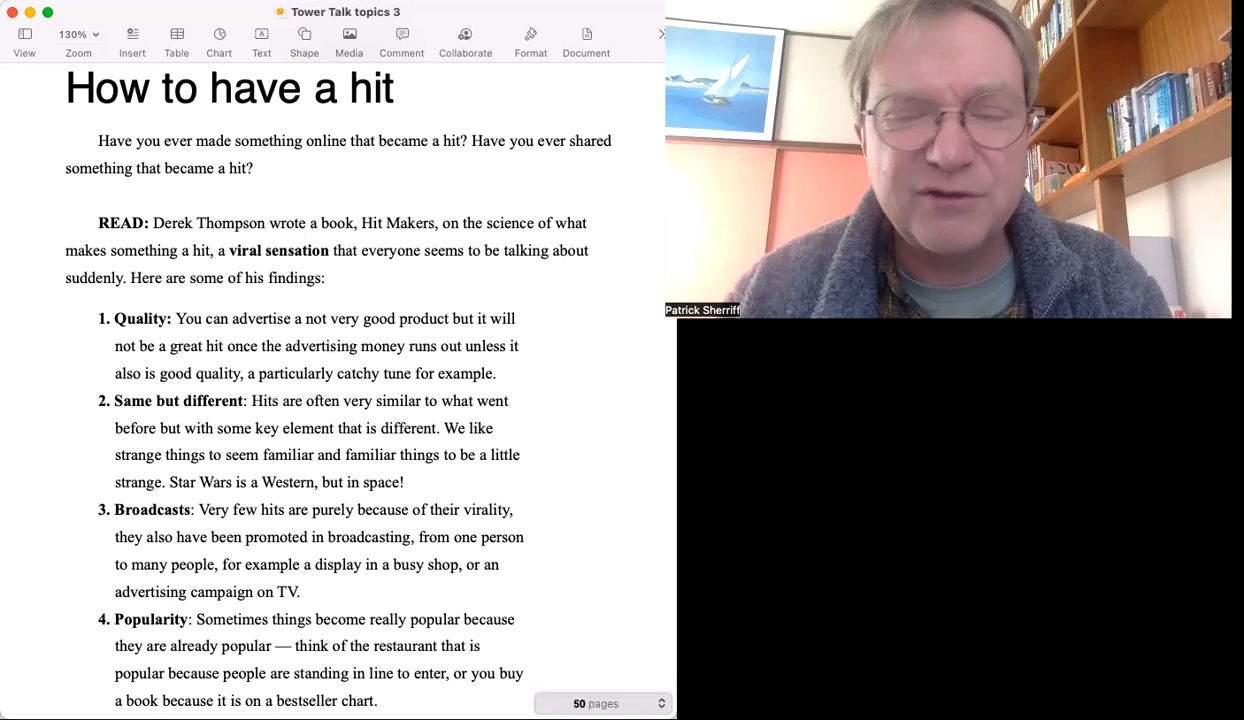 Tower Talk topics 3
130%
View Zoom Insert Table Chart Text Shape Media Comment Collaborate Format Document
How to have a hit
Have you ever made something online that became a hit? Have you ever shared
something that became a hit?
READ: Derek Thompson wrote a book, Hit Makers, on the science of what
makes something a hit, a viral sensation that everyone seems to be talking about
suddenly. Here are some of his findings:
1. Quality: You can advertise a not very good product but it will
not be a great hit once the advertising money runs out unless it
also is good quality, a particularly catchy tune for example.
2. Same but different: Hits are often very similar to what went
before but with some key element that is different. We like
strange things to seem familiar and familiar things to be a little
strange. Star Wars is a Western, but in space!
3. Broadcasts: Very few hits are purely because of their virality,
they also have been promoted in broadcasting, from one person
to many people, for example a display in a busy shop, or an
advertising campaign on TV.
4. Popularity: Sometimes things become really popular because
they are already popular — think of the restaurant that is
popular because people are standing in line to enter, or you buy
a book because it is on a bestseller chart.
50 pages
Patrick Sherriff